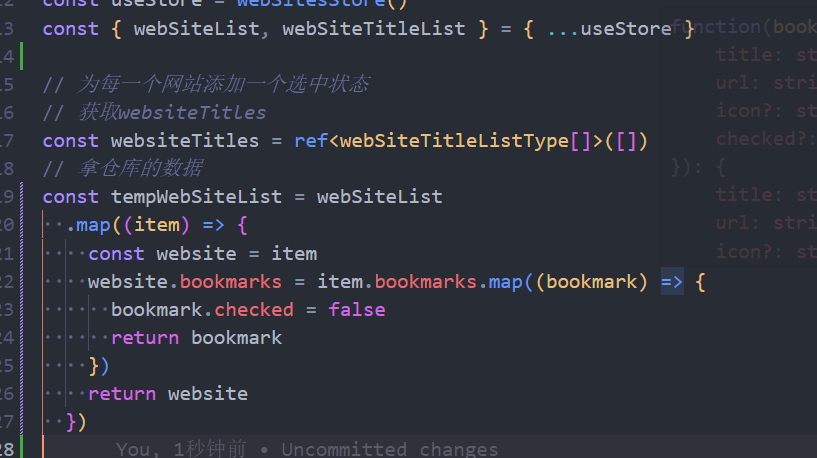 const useStore = webSitesStore()
13 const { webSiteList, webSiteTitleList } = { ...useStore }
14
15 // 为每一个网站添加一个选中状态
16 // 获取websiteTitles
17 const websiteTitles = ref<webSiteTitleListType[]>([])
18 // 拿仓库的数据
19 const tempWebSiteList = webSiteList
20 .map((item) => {
21 const website = item
22 website.bookmarks = item.bookmarks.map((bookmark) => {
23 bookmark.checked = false
24 return bookmark
25 })
26 return website
27 })
28 You, 1秒钟前 • Uncommitted changes
function(book
title: st
url: stri
icon?: st
checked?:
}): {
title: st
url: stri
icon?: st